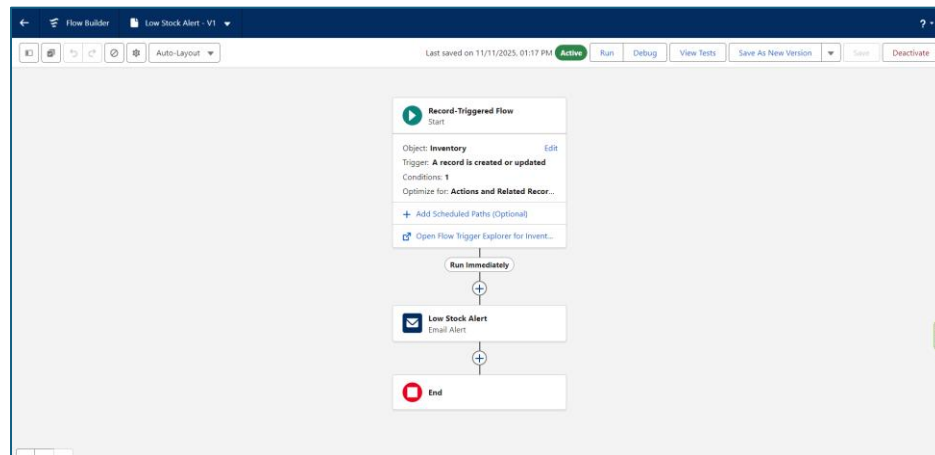 Flow Builder
Low Stock Alert - V1
?
Auto-Layout
Last saved on 11/11/2025, 01:17 PM
Active
Run
Debug
View Tests
Save As New Version
Save
Deactivate
Record-Triggered Flow
Start
Object: Inventory
Edit
Trigger: A record is created or updated
Conditions: 1
Optimize for: Actions and Related Recor...
+ Add Scheduled Paths (Optional)
Open Flow Trigger Explorer for Invent...
Run Immediately
Low Stock Alert
Email Alert
End